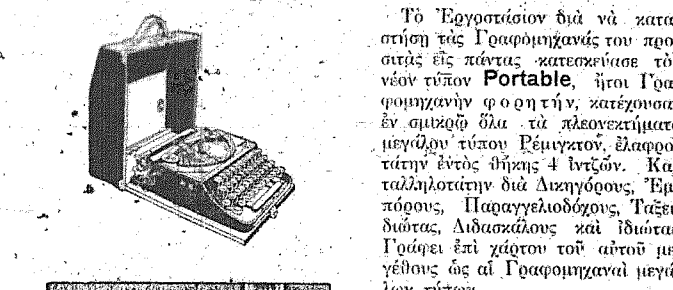 Τὸ Ἐργοστάσιον διὰ νὰ κατα
στήσῃ τὰς Γραφομηχανάς του προ
σιτὰς εἰς πάντας κατεσκεύασε τὸ
νέον τύπον Portable, ἤτοι Γρα
φομηχανὴν φορητήν, κατέχουσα
ἐν σμικρῷ ὅλα τὰ πλεονεκτήματα
μεγάλου τύπου Ρέμιγκτον, ἐλαφρο
τάτην ἐντὸς θήκης 4 ἰντζῶν. Κα
ταλληλοτάτην διὰ Δικηγόρους, Ἐμ
πόρους, Παραγγελιοδόχους, Ταξει
διώτας, Διδασκάλους καὶ ἰδιώτας
Γράφει ἐπὶ χάρτου τοῦ αὐτοῦ με
γέθους ὡς αἱ Γραφομηχαναὶ μεγά